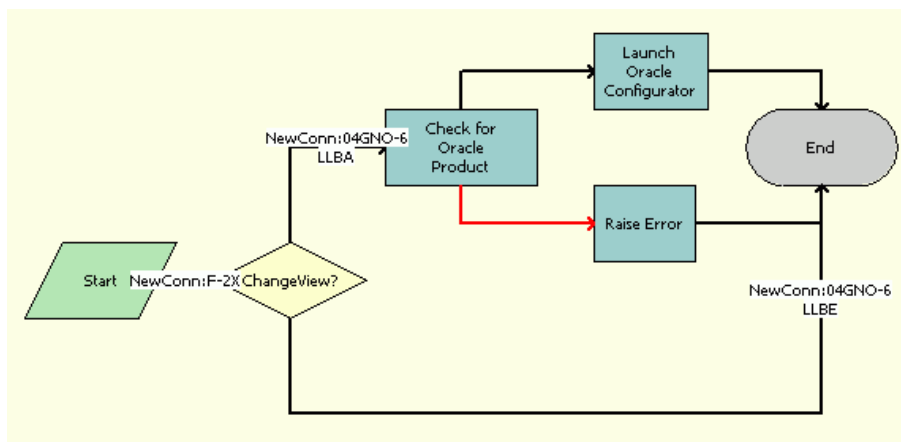 Launch
Oracle
Configurator
Check for
Oracle
Product
NewConn:04GNO-6
LLBA
End
Raise Error
Start
NewConn:F-2X
ChangeView?
NewConn:04GNO-6
LLBE